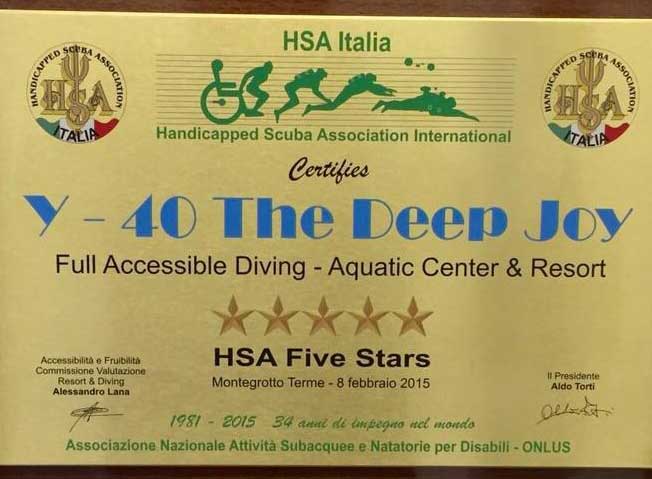 HSA Italia
HANDICAPPED SCUBA ASSOCIATION
HSA
ITALIA
HANDICAPPED SCUBA ASSOCIATION
HSA
ITALIA
Handicapped Scuba Association International
Certifies
Y - 40 The Deep Joy
Full Accessible Diving - Aquatic Center & Resort
HSA Five Stars
Montegrotto Terme - 8 febbraio 2015
Accessibilità e Fruibilità
Commissione Valutazione
Resort & Diving
Alessandro Lana
Il Presidente
Aldo Torti
1981 - 2015 34 anni di impegno nel mondo
Associazione Nazionale Attività Subacquee e Natatorie per Disabili - ONLUS